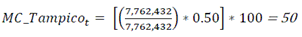 MC_Tampico_t = [(7,762,432/7,762,432) * 0.50] * 100 = 50